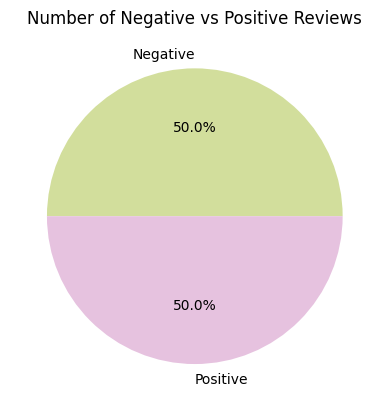 Number of Negative vs Positive Reviews
Negative
50.0%
50.0%
Positive